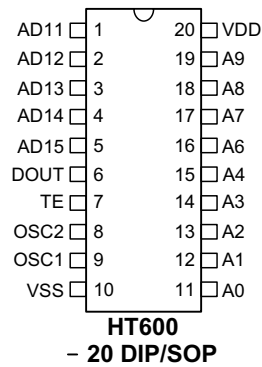 AD11 1 20 VDD
AD12 2 19 A9
AD13 3 18 A8
AD14 4 17 A7
AD15 5 16 A6
DOUT 6 15 A4
TE 7 14 A3
OSC2 8 13 A2
OSC1 9 12 A1
VSS 10 11 A0
HT600
– 20 DIP/SOP